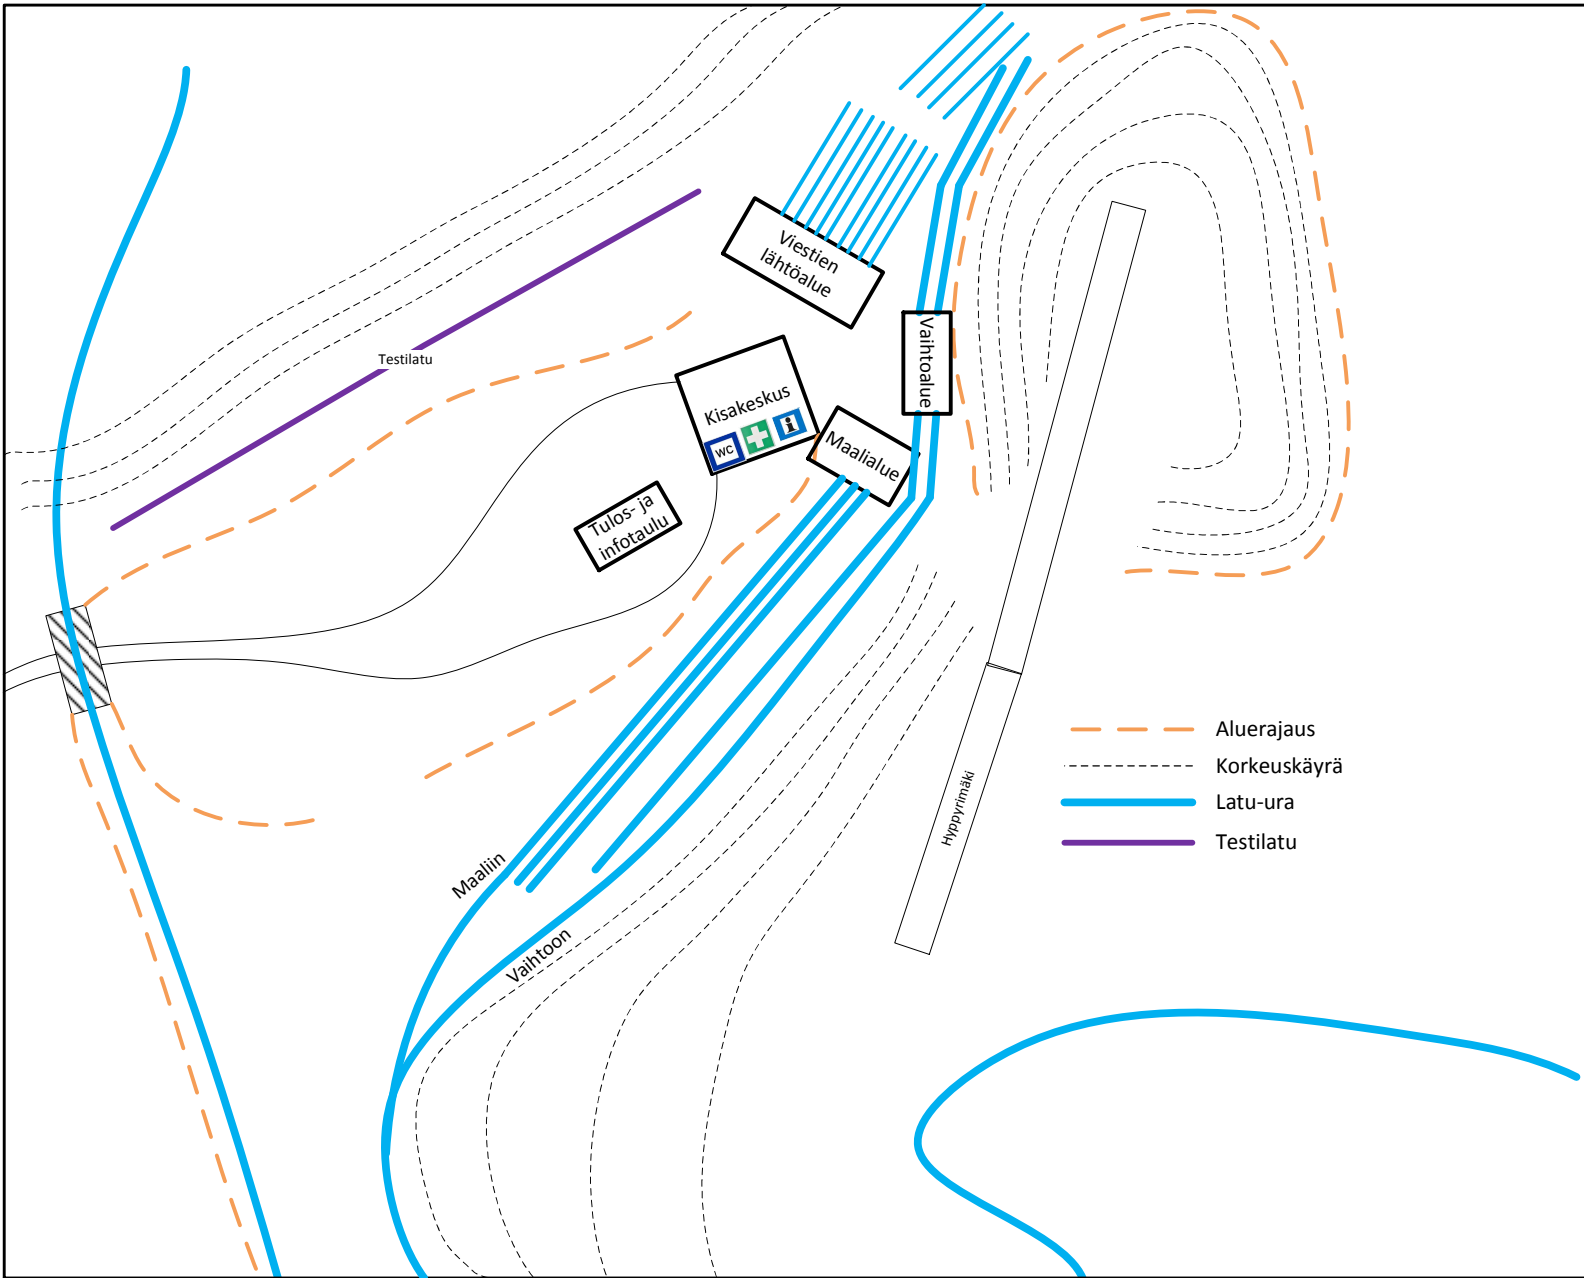 Viestien
lähtöalue
Vaihtoalue
Testilatu
Kisakeskus
WC
i
Maalialue
Tulos- ja
infotaulu
Aluerajaus
Korkeuskäyrä
Latu-ura
Testilatu
Hyppyrimäki
Maaliin
Vaihtoon